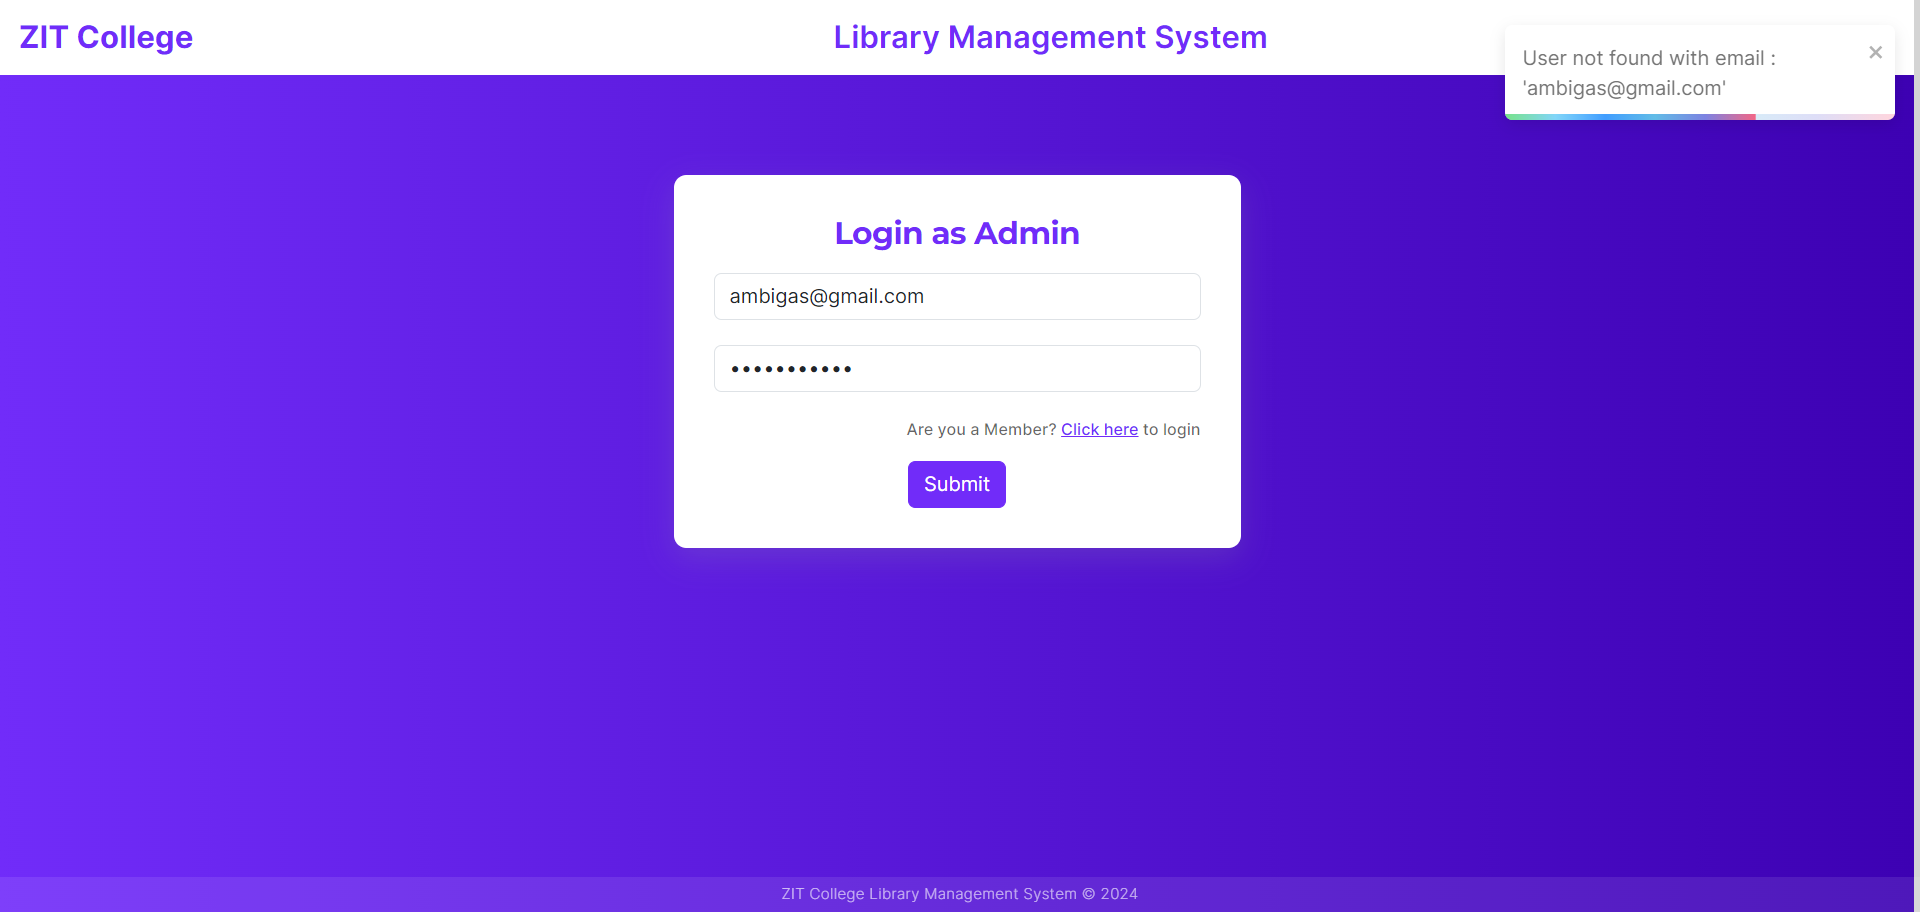 ZIT College
Library Management System
User not found with email :
'ambigas@gmail.com'
Login as Admin
ambigas@gmail.com
•••••••••••
Are you a Member? Click here to login
Submit
ZIT College Library Management System © 2024